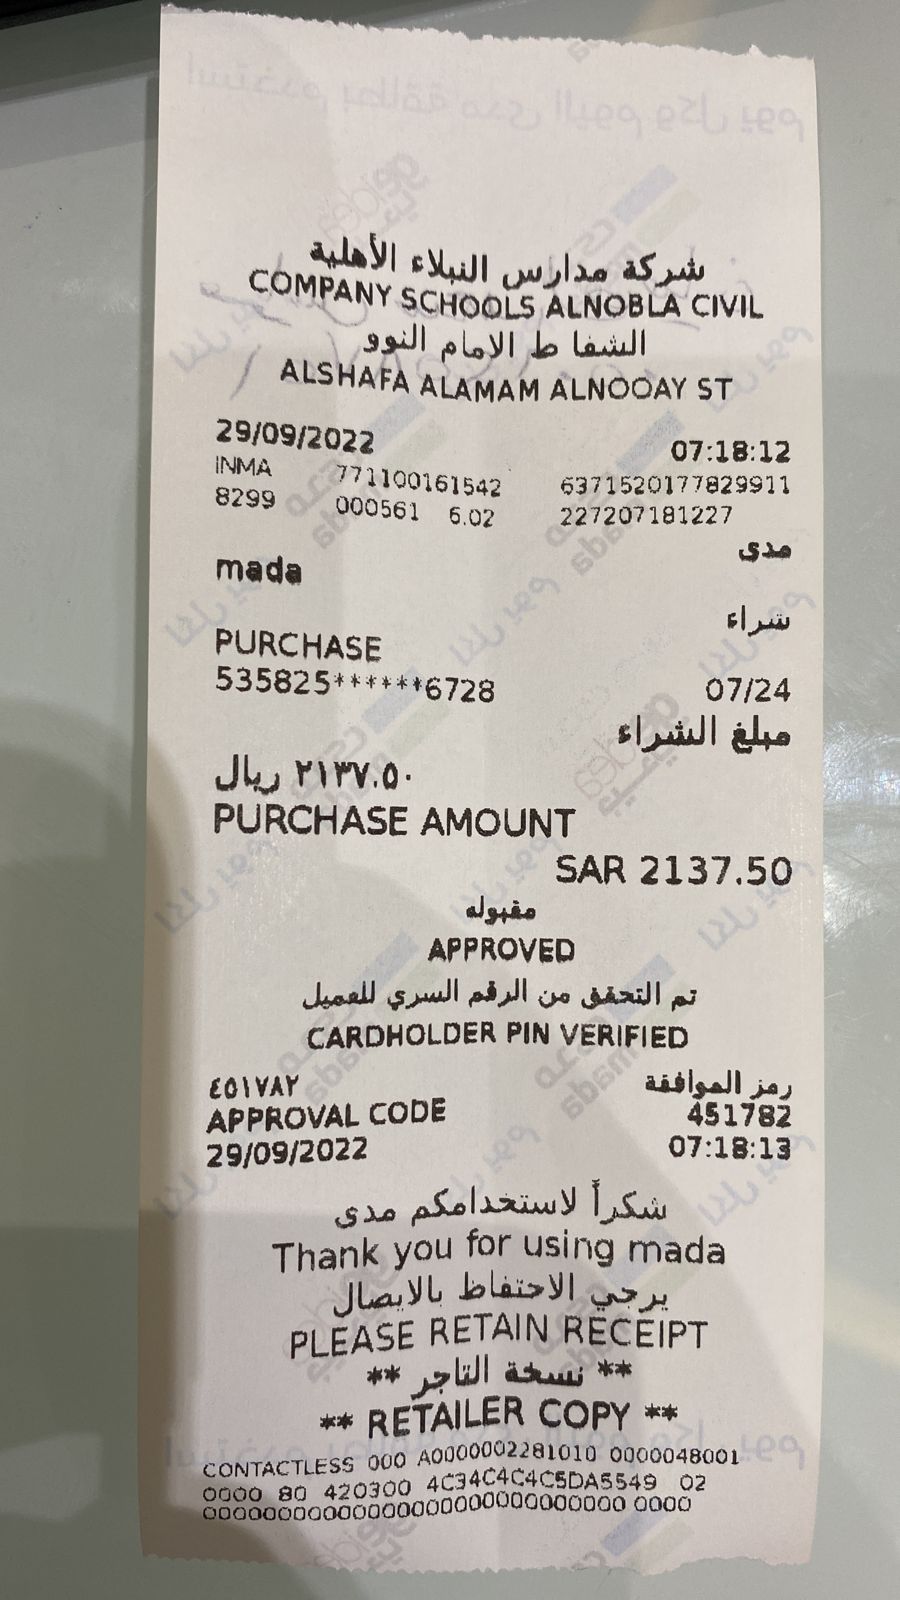 شركة مدارس النبلاء الأهلية
COMPANY SCHOOLS ALNOBLA CIVIL
الشفا ط الامام النوو
ALSHAFA ALAMAM ALNOOAY ST
29/09/2022 07:18:12
INMA 771100161542 6371520177829911
8299 000561 6.02 227207181227
مدى
mada
شراء
PURCHASE
535825******6728 07/24
مبلغ الشراء
٢١٣٧.٥٠ ريال
PURCHASE AMOUNT
SAR 2137.50
مقبوله
APPROVED
تم التحقق من الرقم السري للعميل
CARDHOLDER PIN VERIFIED
رمز الموافقة ٤٥١٧٨٢
APPROVAL CODE 451782
29/09/2022 07:18:13
شكراً لاستخدامكم مدى
Thank you for using mada
يرجي الاحتفاظ بالايصال
PLEASE RETAIN RECEIPT
** نسخة التاجر **
** RETAILER COPY **
CONTACTLESS 000 A0000002281010 0000048001
0000 80 420300 4C34C4C4C5DA5549 02